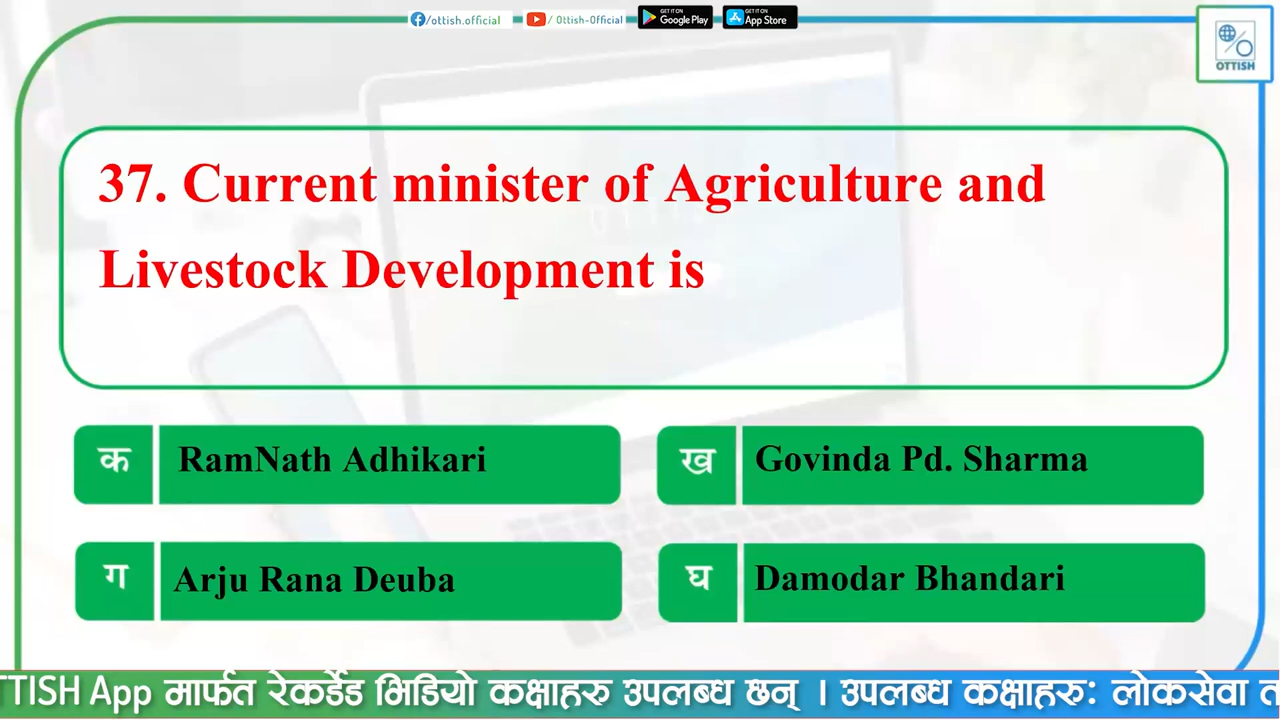 /ottish.official
/ Ottish-Official
GET IT ON
Google Play
GET IT ON
App Store
OTTISH
37. Current minister of Agriculture and
Livestock Development is
क RamNath Adhikari
ख Govinda Pd. Sharma
ग Arju Rana Deuba
घ Damodar Bhandari
TTISH App मार्फत रेकर्डेड भिडियो कक्षाहरु उपलब्ध छन् । उपलब्ध कक्षाहरुः लोकसेवा त